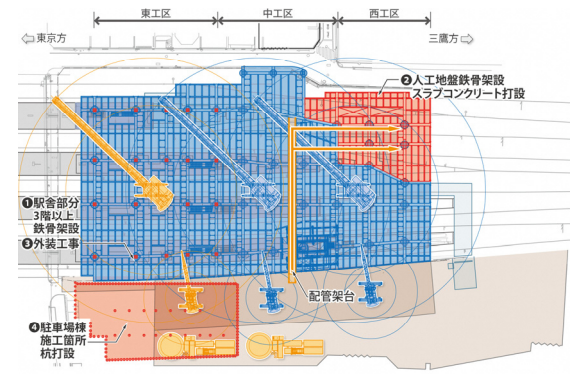 東工区
中工区
西工区
東京方
三鷹方
❷人工地盤鉄骨架設
スラブコンクリート打設
❶駅舎部分
3階以上
鉄骨架設
❸外装工事
配管架台
❹駐車場棟
施工箇所
杭打設